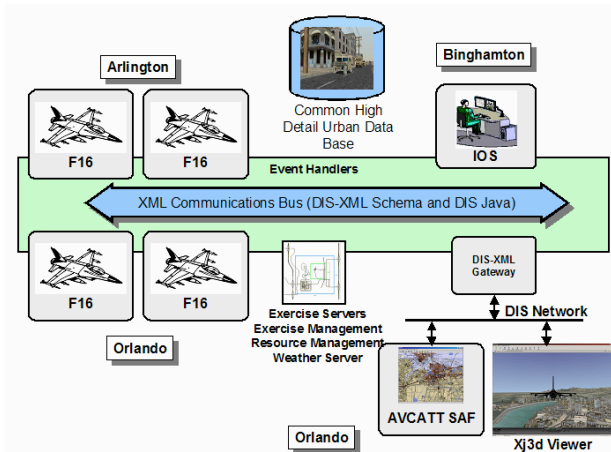 Arlington
Binghamton
F16
F16
Common High
Detail Urban Data
Base
IOS
Event Handlers
XML Communications Bus (DIS-XML Schema and DIS Java)
F16
F16
DIS-XML
Gateway
Exercise Servers
Exercise Management
Resource Management
Weather Server
DIS Network
Orlando
AVCATT SAF
Xj3d Viewer
Orlando